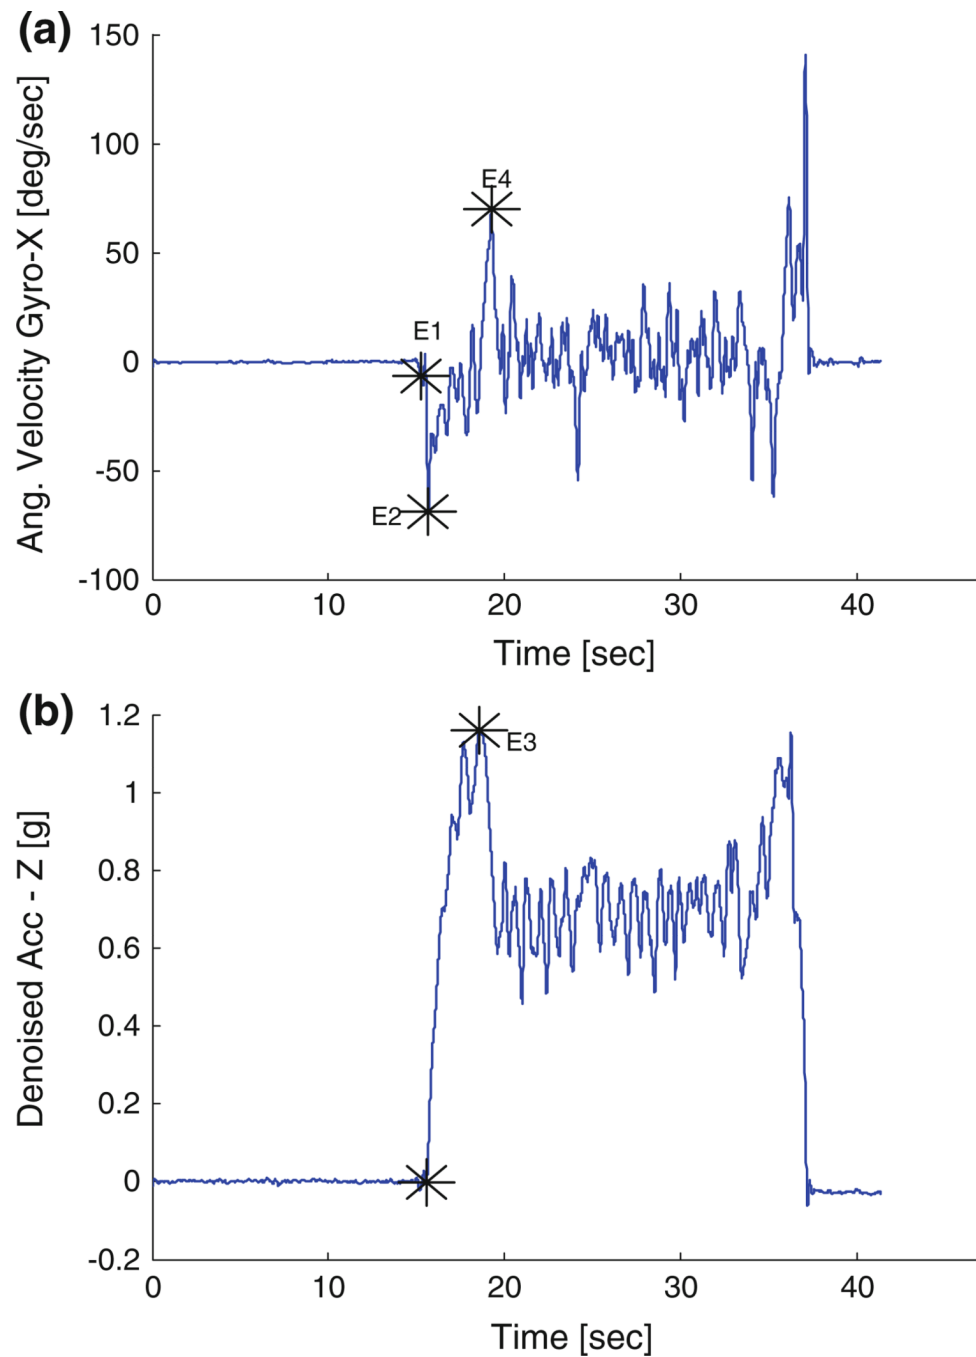 (a)
Ang. Velocity Gyro-X [deg/sec]
150
100
50
0
-50
-100
E4
E1
E2
0 10 20 30 40
Time [sec]
(b)
Denoised Acc - Z [g]
1.2
1
0.8
0.6
0.4
0.2
0
-0.2
E3
0 10 20 30 40
Time [sec]